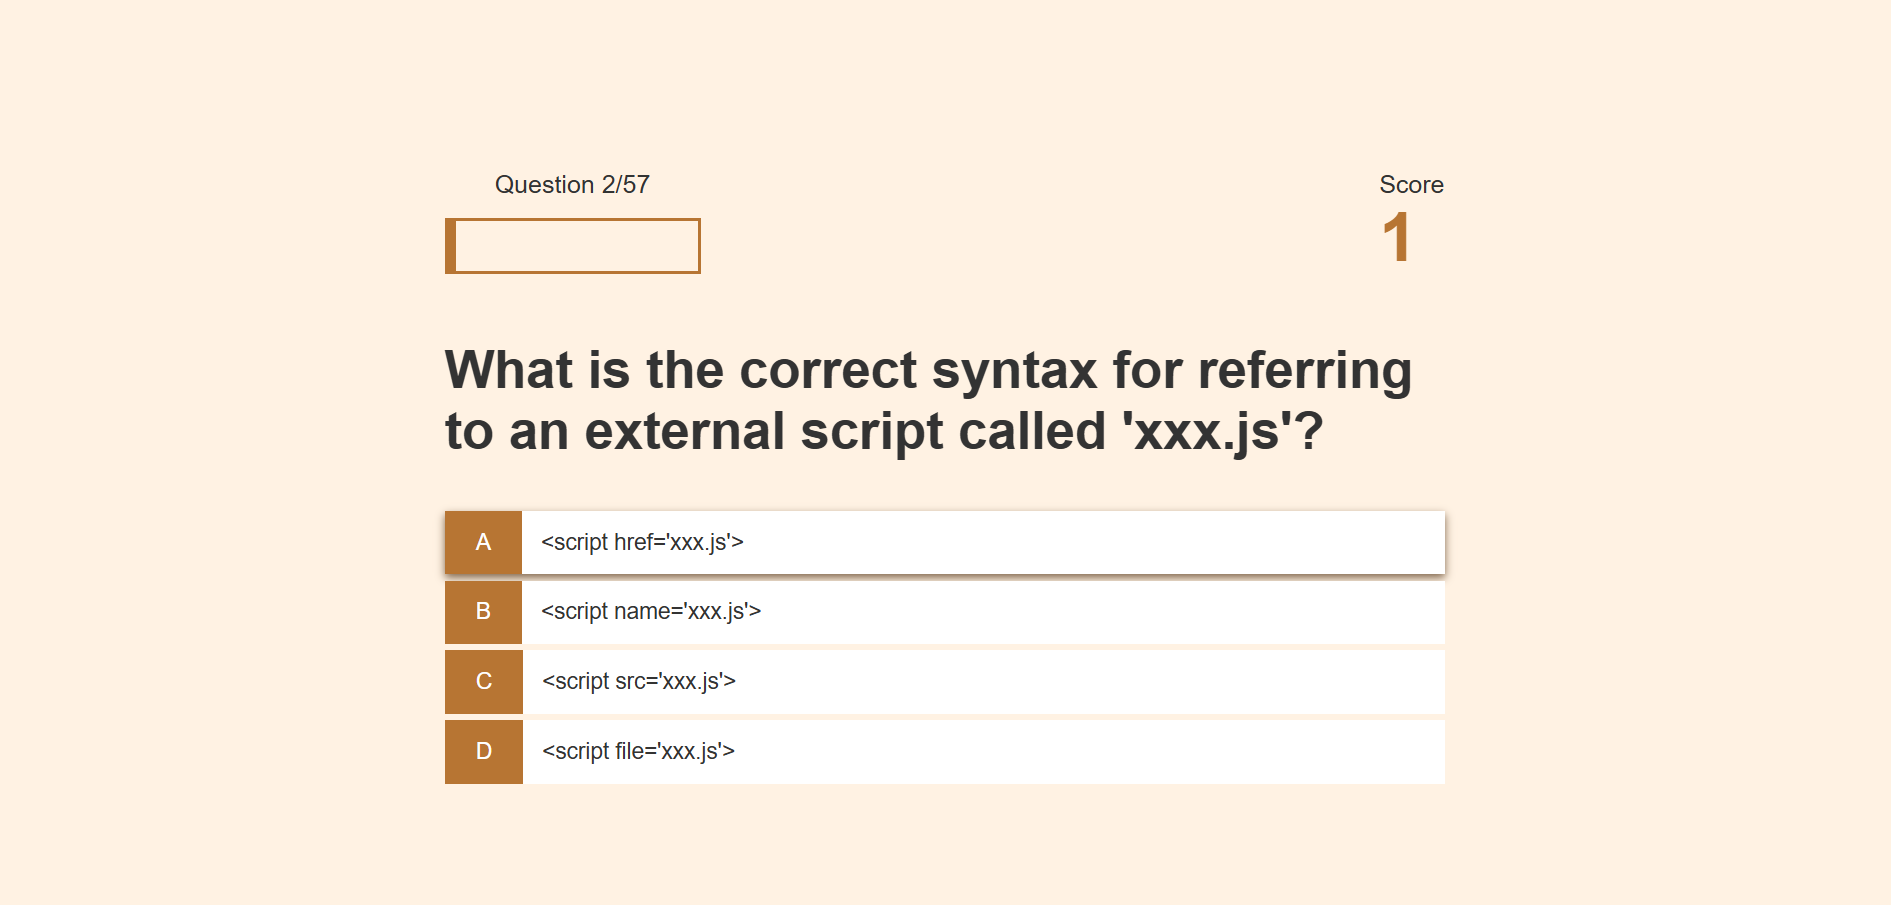 Question 2/57
Score
1
What is the correct syntax for referring
to an external script called 'xxx.js'?
A <script href='xxx.js'>
B <script name='xxx.js'>
C <script src='xxx.js'>
D <script file='xxx.js'>